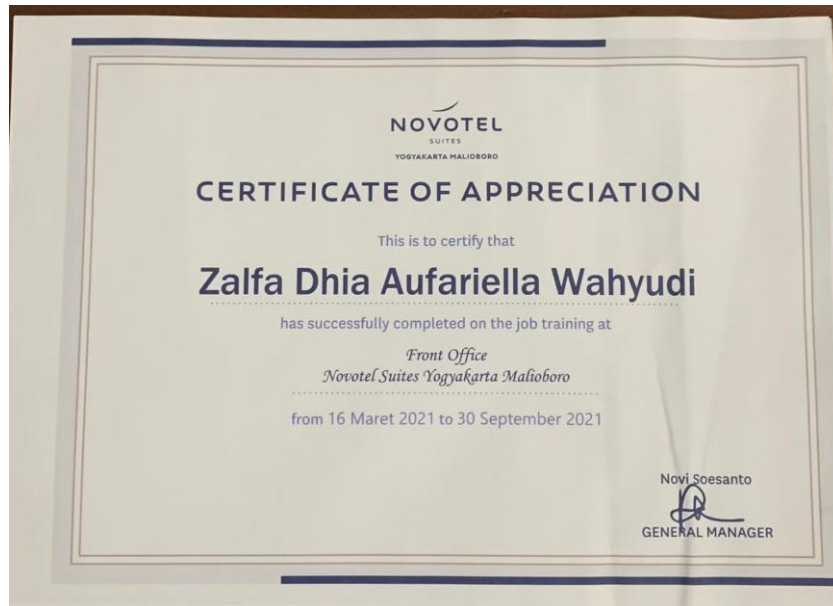 NOVOTEL
SUITES
YOGYAKARTA MALIOBORO
CERTIFICATE OF APPRECIATION
This is to certify that
Zalfa Dhia Aufariella Wahyudi
has successfully completed on the job training at
Front Office
Novotel Suites Yogyakarta Malioboro
from 16 Maret 2021 to 30 September 2021
Novi Soesanto
GENERAL MANAGER